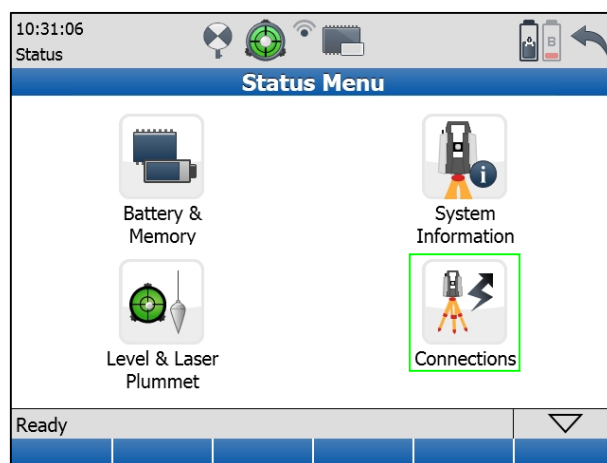 10:31:06
Status
A
B
Status Menu
Battery &
Memory
System
Information
Level & Laser
Plummet
Connections
Ready